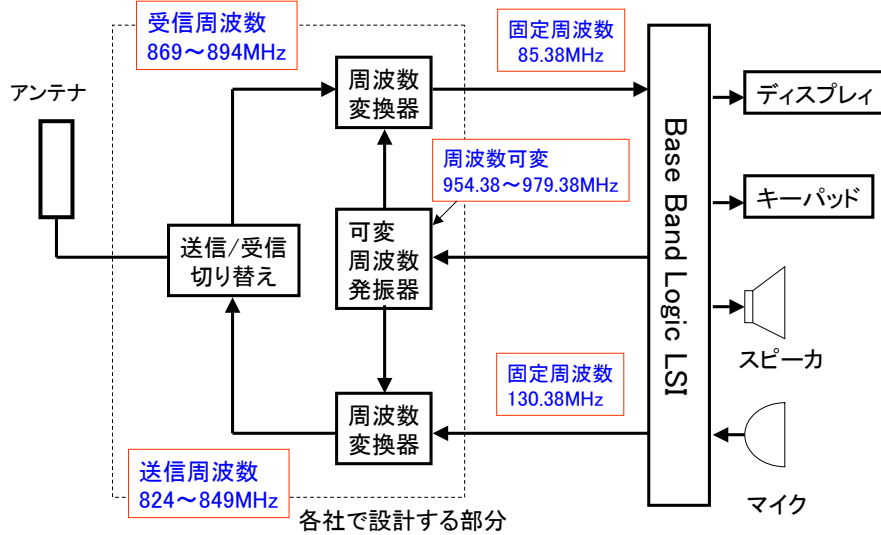 受信周波数
869～894MHz
固定周波数
85.38MHz
アンテナ
周波数
変換器
ディスプレィ
周波数可変
954.38～979.38MHz
キーパッド
送信/受信
切り替え
可変
周波数
発振器
Base Band Logic LSI
スピーカ
固定周波数
130.38MHz
周波数
変換器
送信周波数
824～849MHz
マイク
各社で設計する部分